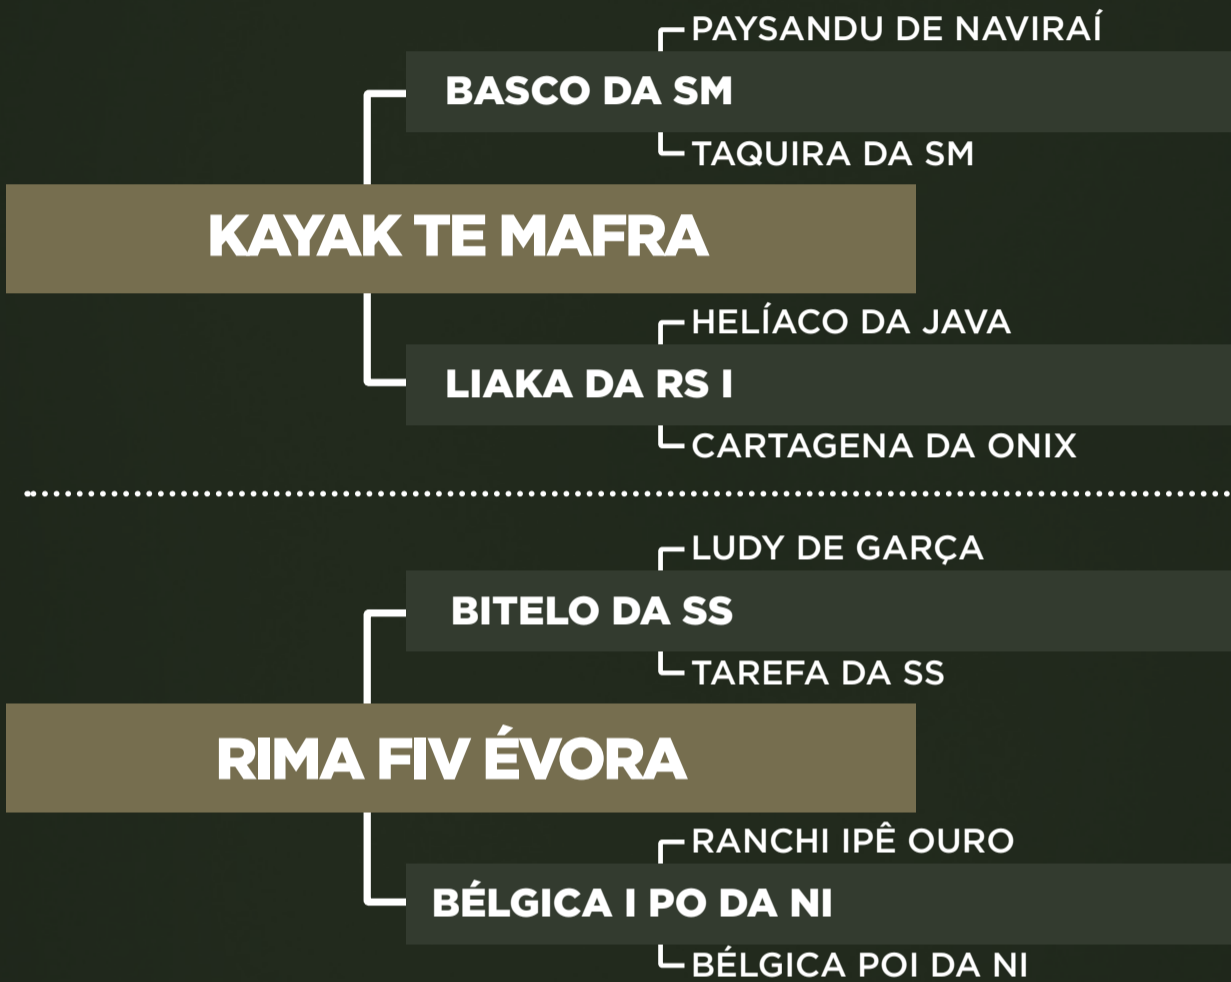 PAYSANDU DE NAVIRAÍ
BASCO DA SM
TAQUIRA DA SM
KAYAK TE MAFRA
HELÍACO DA JAVA
LIAKA DA RS I
CARTAGENA DA ONIX
LUDY DE GARÇA
BITELO DA SS
TAREFA DA SS
RIMA FIV ÉVORA
RANCHI IPÊ OURO
BÉLGICA I PO DA NI
BÉLGICA POI DA NI